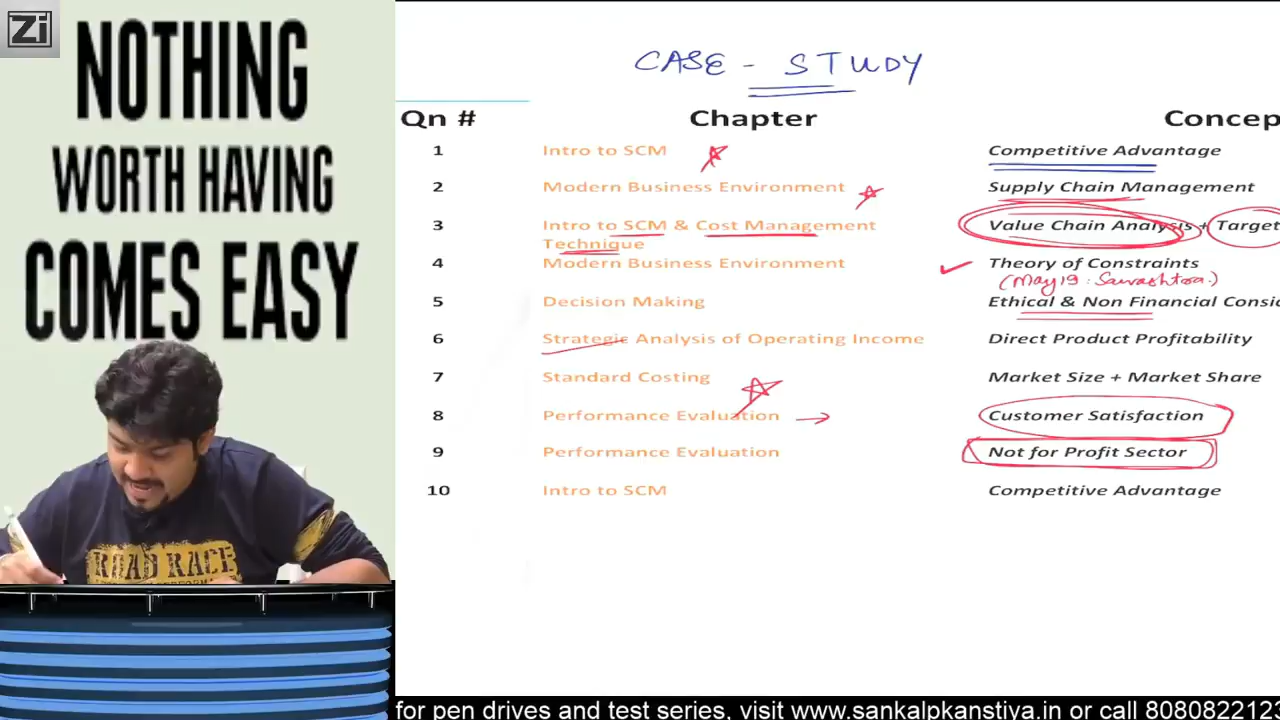 Zi
NOTHING
WORTH HAVING
COMES EASY
ROAD RACE
CASE - STUDY
Qn # Chapter Concep
1 Intro to SCM Competitive Advantage
2 Modern Business Environment Supply Chain Management
3 Intro to SCM & Cost Management Value Chain Analysis + Target
Technique
4 Modern Business Environment Theory of Constraints
(May 19: Saurashtra.)
5 Decision Making Ethical & Non Financial Consid
6 Strategic Analysis of Operating Income Direct Product Profitability
7 Standard Costing Market Size + Market Share
8 Performance Evaluation → Customer Satisfaction
9 Performance Evaluation Not for Profit Sector
10 Intro to SCM Competitive Advantage
for pen drives and test series, visit www.sankalpkanstiya.in or call 8080822123